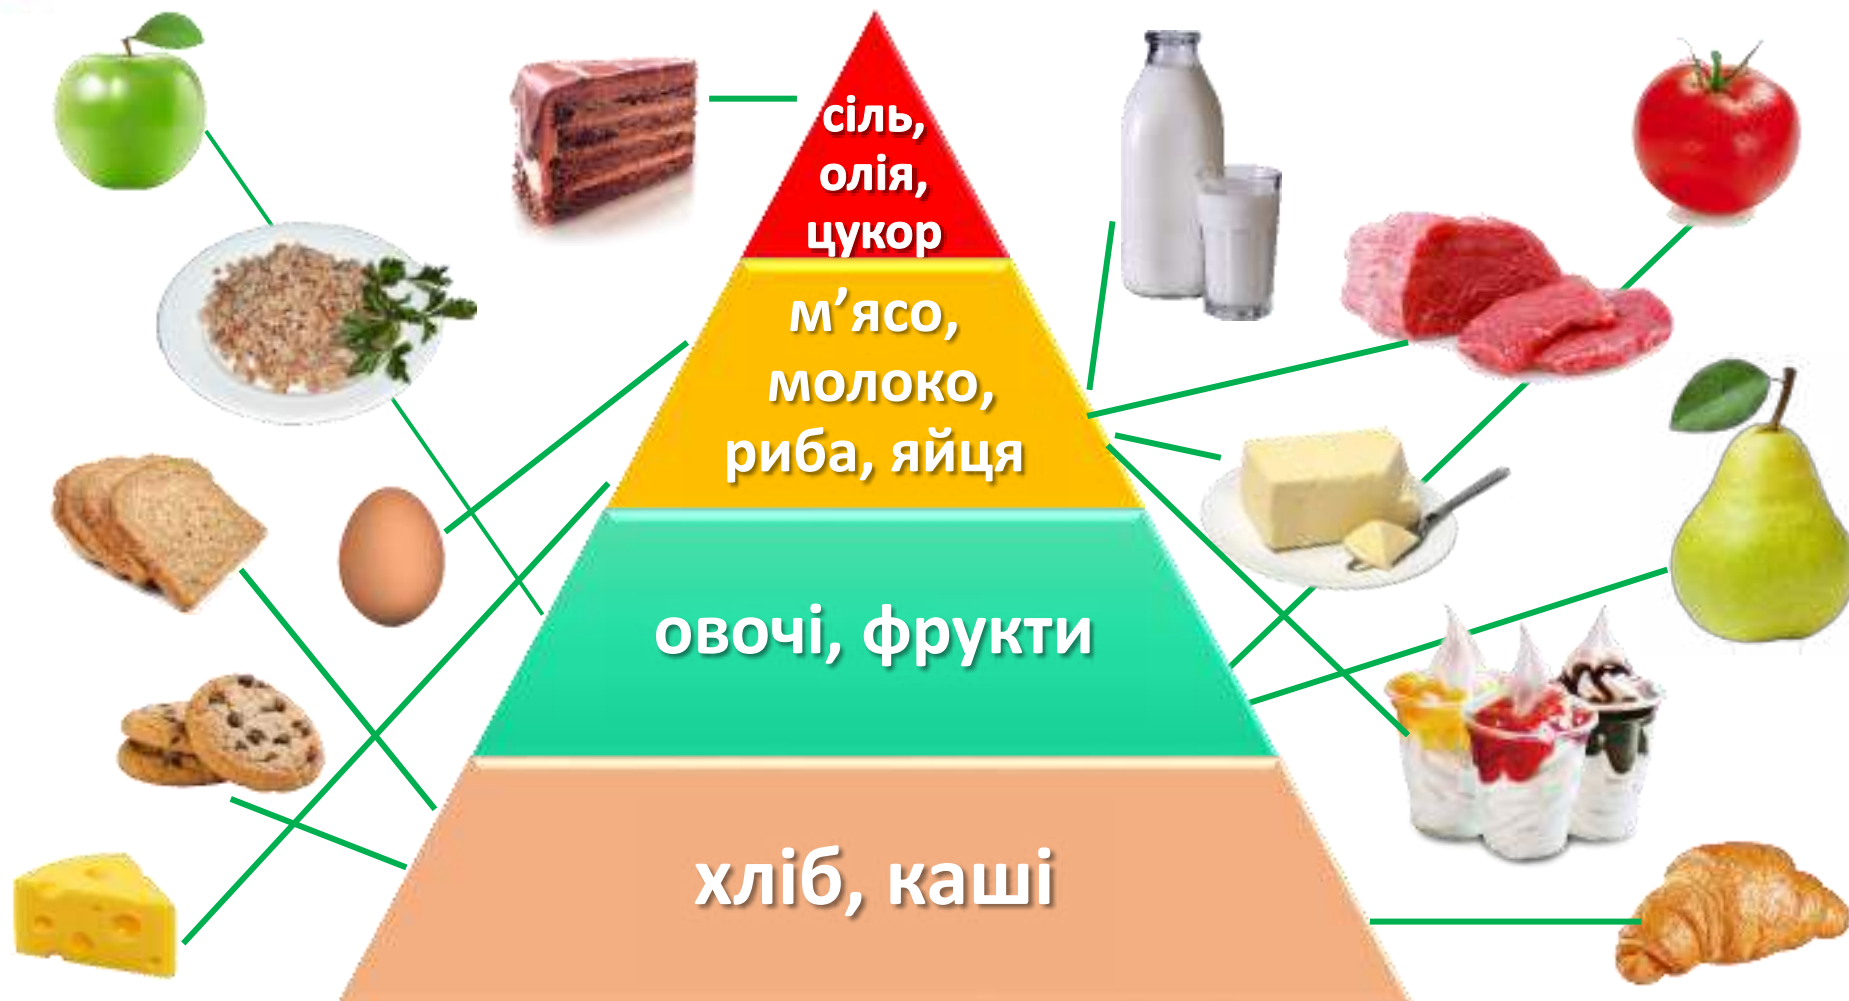 сіль,
олія,
цукор
м’ясо,
молоко,
риба, яйця
овочі, фрукти
хліб, каші